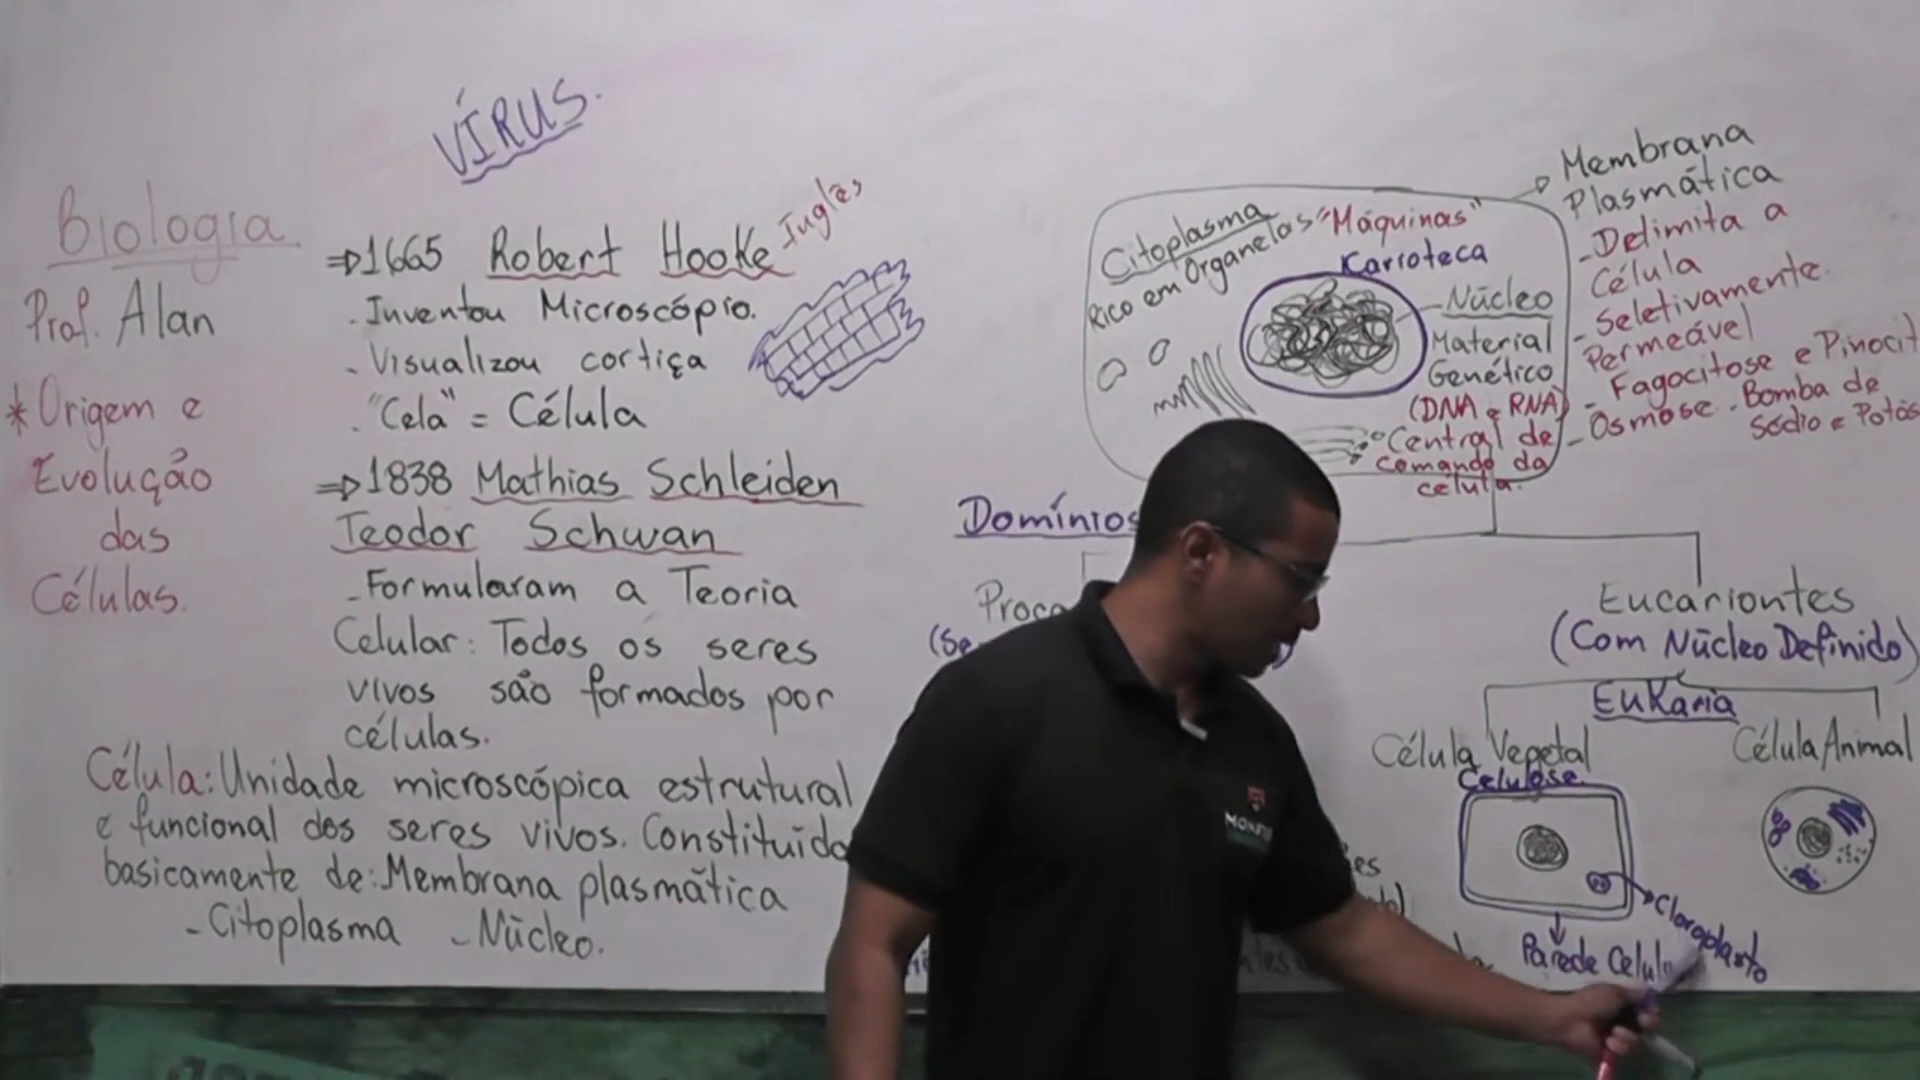 VÍRUS.
Biologia
Prof. Alan
*Origem e
Evolução
das
Células.
⇒1665 Robert Hooke Inglês
- Inventou Microscópio.
- Visualizou cortiça
. "Cela" = Célula
⇒1838 Mathias Schleiden
Teodor Schwan
- Formularam a Teoria
Celular: Todos os seres
vivos são formados por
células.
Célula: Unidade microscópica estrutural
e funcional dos seres vivos. Constituída
basicamente de: Membrana plasmática
- Citoplasma - Núcleo.
Citoplasma
Rico em Organelas "Máquinas"
Carioteca
Núcleo
Material
Genético
(DNA e RNA)
Central de
comando da
célula.
Membrana
Plasmática
- Delimita a
Célula
- Seletivamente
Permeável
- Fagocitose e Pinocit
- Osmose - Bomba de
Sódio e Potás
Domínios
Eucariontes
(Com Núcleo Definido)
Eukaria
Célula Vegetal
Celulose
Célula Animal
Cloroplasto
Parede Celula